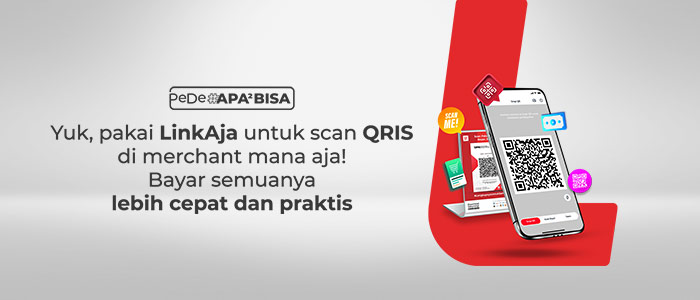 PeDe#APA²BISA
Yuk, pakai LinkAja untuk scan QRIS
di merchant mana aja!
Bayar semuanya
lebih cepat dan praktis
SCAN
ME!